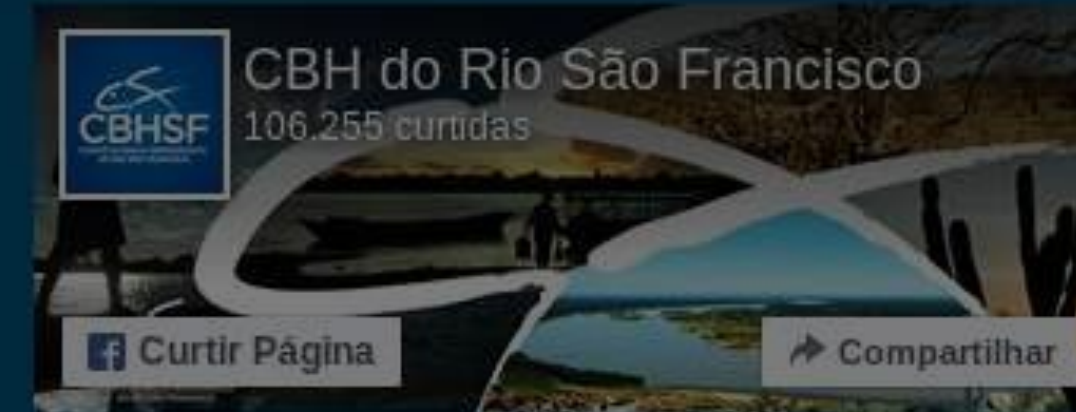 CBH do Rio São Francisco
CBHSF
106.255 curtidas
Curtir Página
Compartilhar